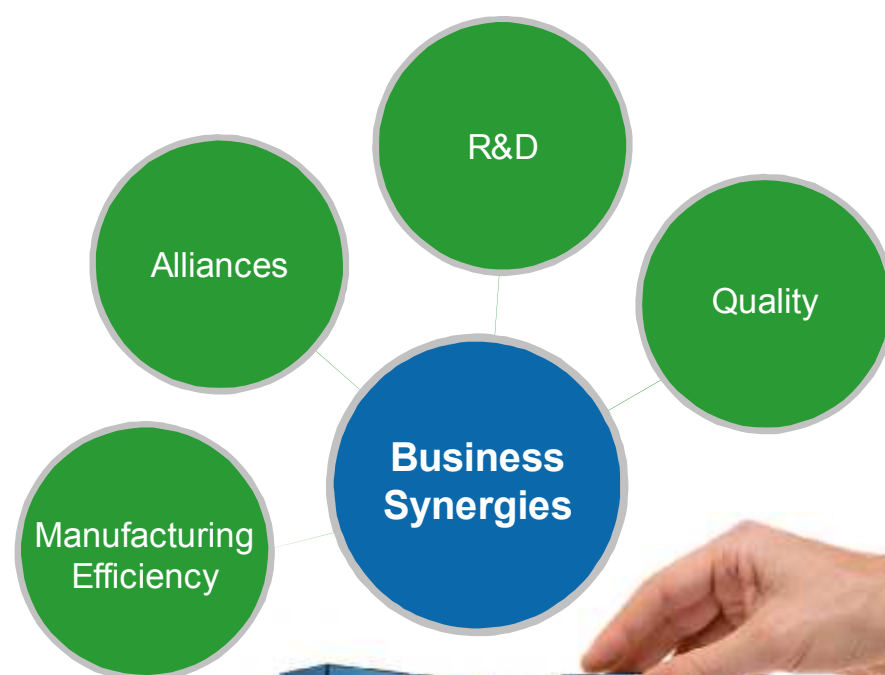 R&D
Alliances
Quality
Business
Synergies
Manufacturing
Efficiency